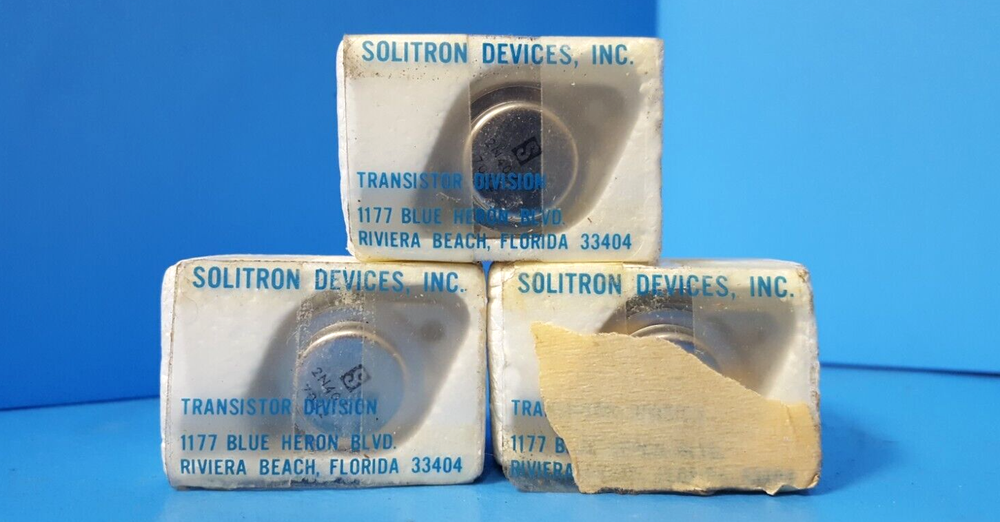 SOLITRON DEVICES, INC.
TRANSISTOR DIVISION
1177 BLUE HERON BLVD.
RIVIERA BEACH, FLORIDA 33404
SOLITRON DEVICES, INC.
2N40
TRANSISTOR DIVISION
1177 BLUE HERON BLVD.
RIVIERA BEACH, FLORIDA 33404
SOLITRON DEVICES, INC.